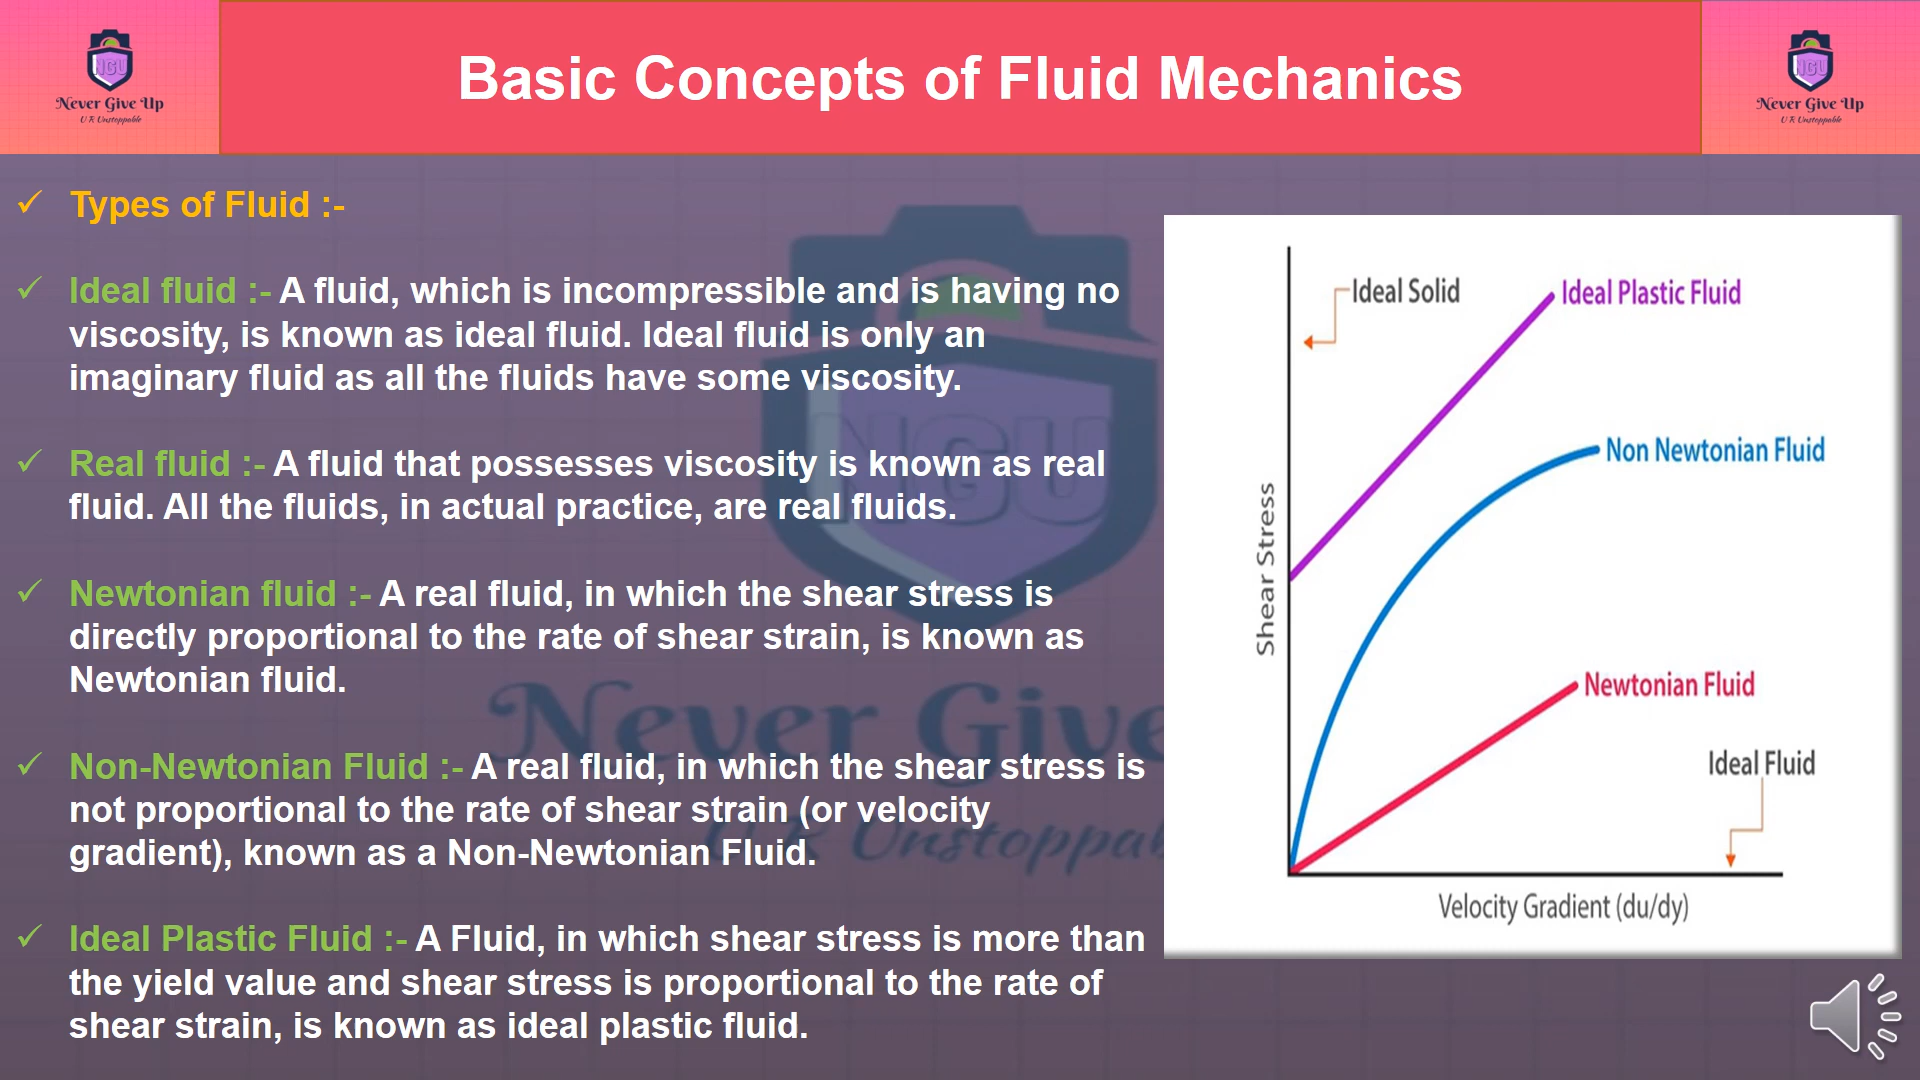 NGU
Never Give Up
U R Unstoppable
Basic Concepts of Fluid Mechanics
NGU
Never Give Up
U R Unstoppable
Types of Fluid :-
Ideal fluid :- A fluid, which is incompressible and is having no
viscosity, is known as ideal fluid. Ideal fluid is only an
imaginary fluid as all the fluids have some viscosity.
Real fluid :- A fluid that possesses viscosity is known as real
fluid. All the fluids, in actual practice, are real fluids.
Newtonian fluid :- A real fluid, in which the shear stress is
directly proportional to the rate of shear strain, is known as
Newtonian fluid.
Non-Newtonian Fluid :- A real fluid, in which the shear stress is
not proportional to the rate of shear strain (or velocity
gradient), known as a Non-Newtonian Fluid.
Ideal Plastic Fluid :- A Fluid, in which shear stress is more than
the yield value and shear stress is proportional to the rate of
shear strain, is known as ideal plastic fluid.
NGU
Never Give
U R Unstoppab
Ideal Solid
Ideal Plastic Fluid
Non Newtonian Fluid
Shear Stress
Newtonian Fluid
Ideal Fluid
Velocity Gradient (du/dy)